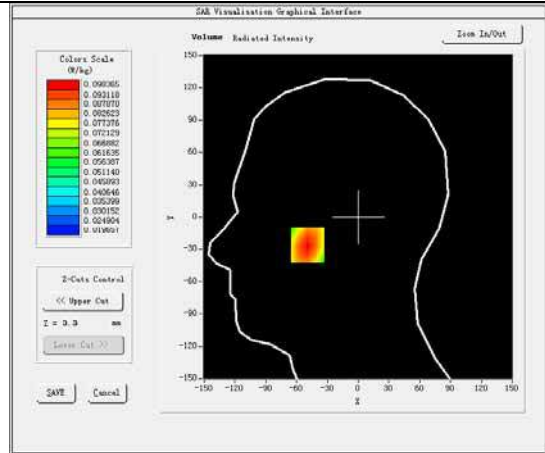 SAR Visualisation Graphical Interface
Volume Radiated Intensity
Zoom In/Out
Colors Scale
(W/kg)
0.098365
0.093118
0.087870
0.082623
0.077376
0.072129
0.066882
0.061635
0.056387
0.051140
0.045893
0.040646
0.035399
0.030152
0.024904
Z-Cuts Control
<< Upper Cut
Z = 3.3 mm
Lower Cut >>
SAVE Cancel
150-
120-
90-
60-
30-
Y 0-
-30-
-60-
-90-
-120-
-150-
-150 -120 -90 -60 -30 0 30 60 90 120 150